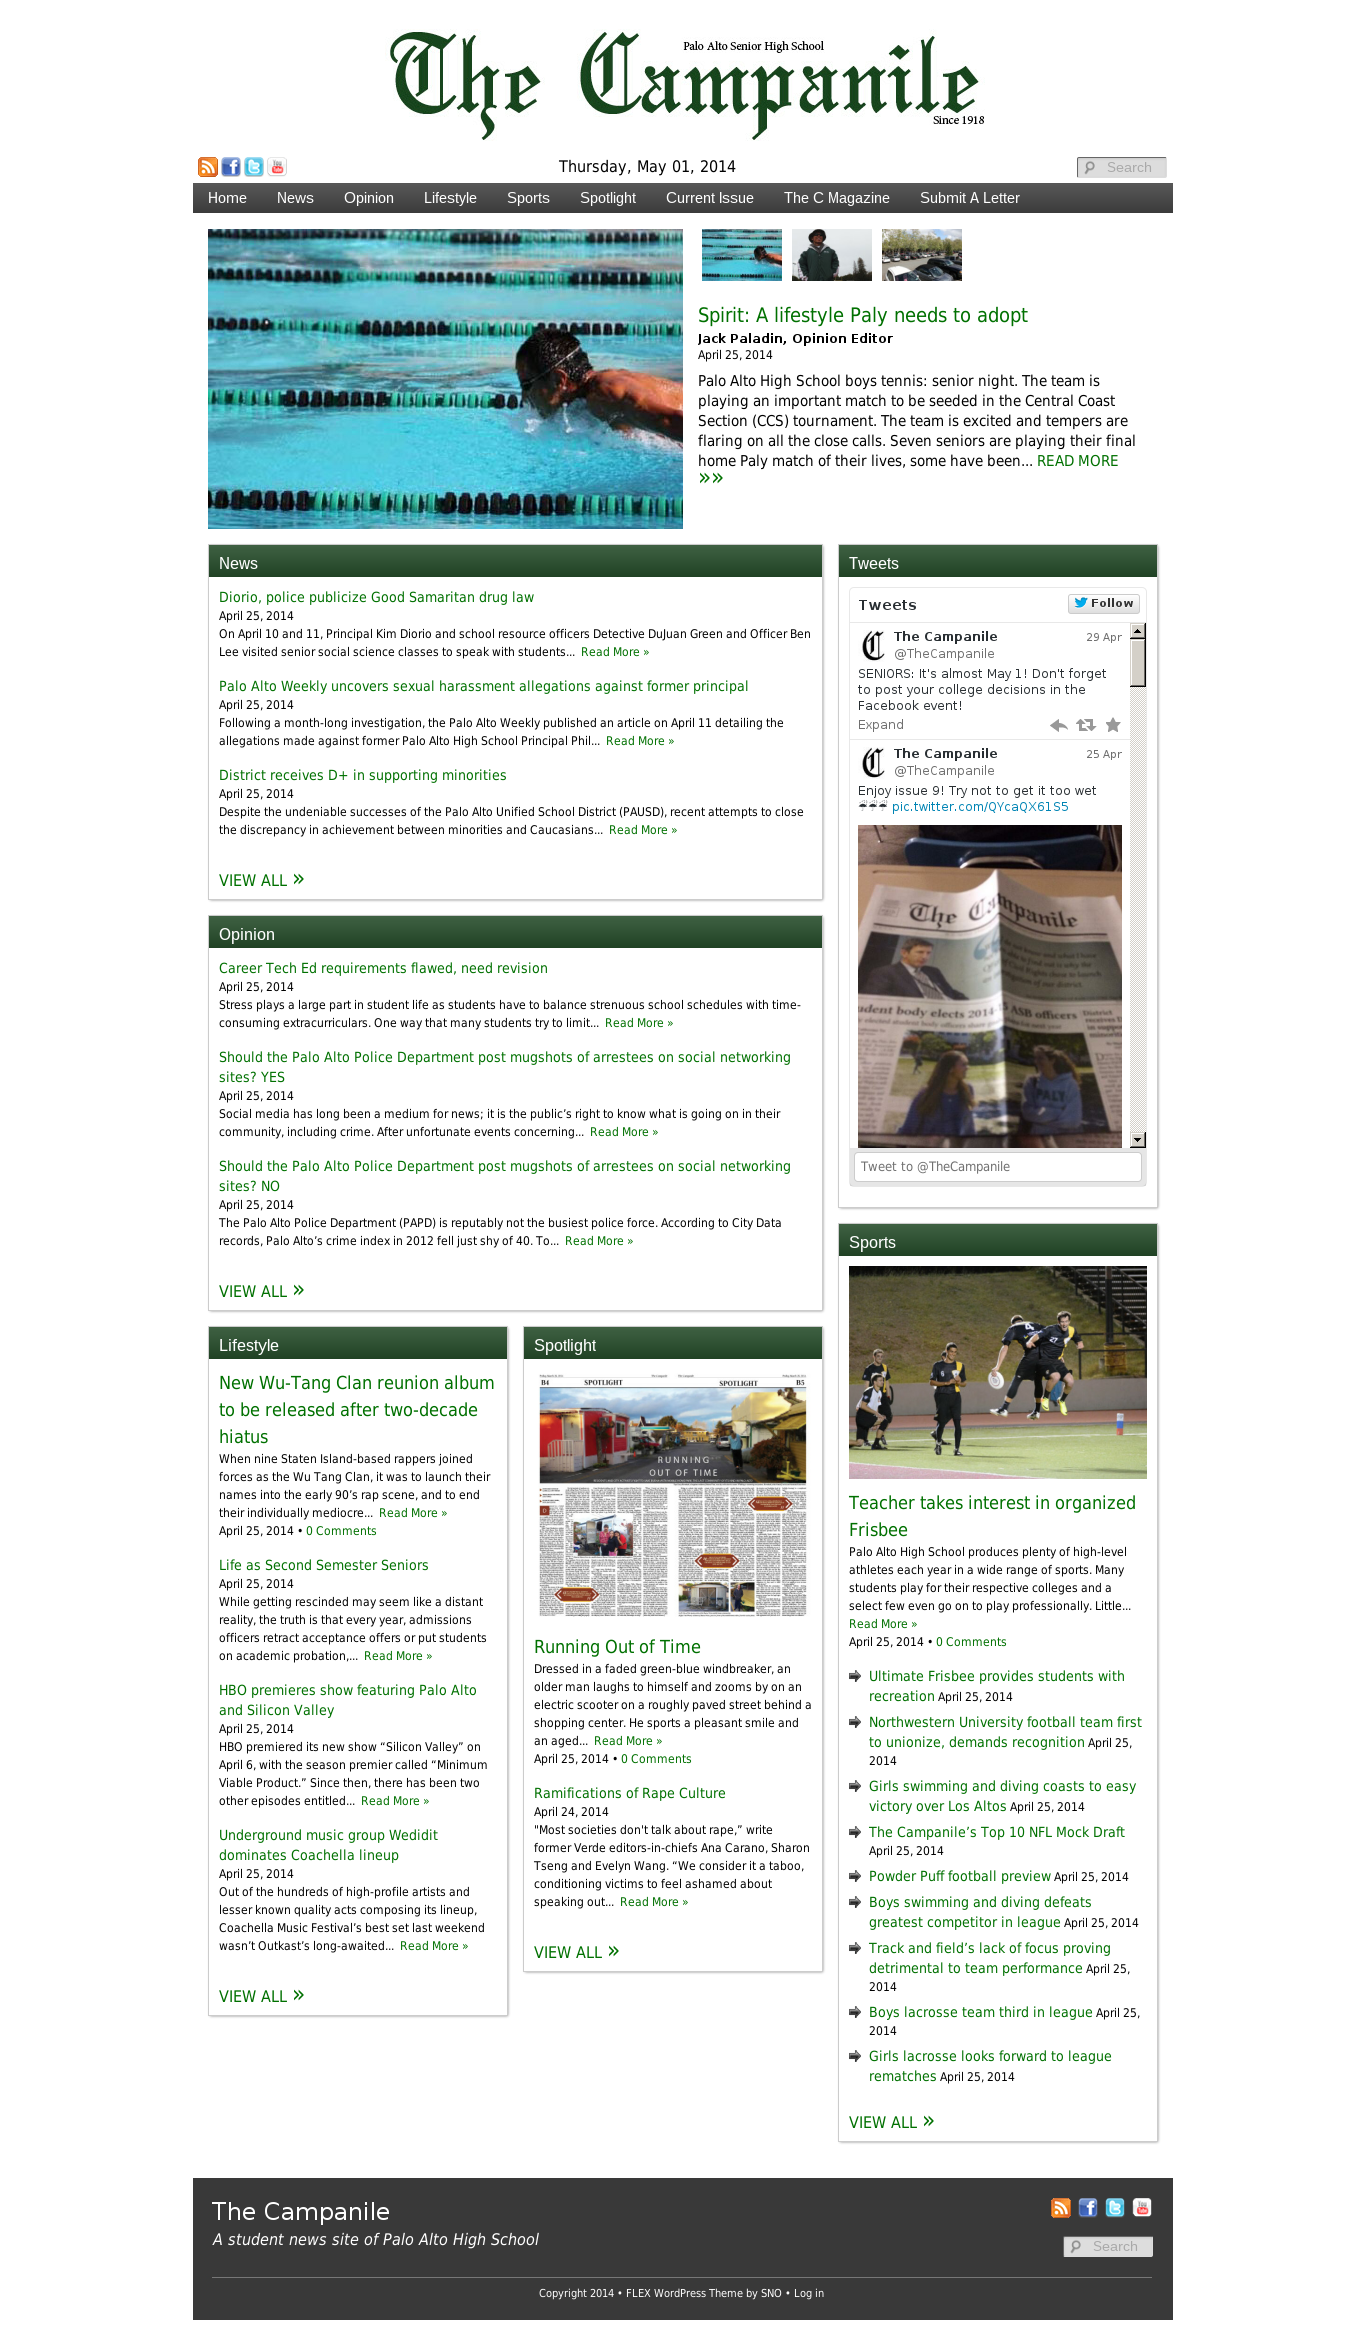 The Campanile
Palo Alto Senior High School
Since 1918
Thursday, May 01, 2014
Search
Home News Opinion Lifestyle Sports Spotlight Current Issue The C Magazine Submit A Letter
Spirit: A lifestyle Paly needs to adopt
Jack Paladin, Opinion Editor
April 25, 2014
Palo Alto High School boys tennis: senior night. The team is
playing an important match to be seeded in the Central Coast
Section (CCS) tournament. The team is excited and tempers are
flaring on all the close calls. Seven seniors are playing their final
home Paly match of their lives, some have been... READ MORE
»»
News
Diorio, police publicize Good Samaritan drug law
April 25, 2014
On April 10 and 11, Principal Kim Diorio and school resource officers Detective DuJuan Green and Officer Ben
Lee visited senior social science classes to speak with students... Read More »
Palo Alto Weekly uncovers sexual harassment allegations against former principal
April 25, 2014
Following a month-long investigation, the Palo Alto Weekly published an article on April 11 detailing the
allegations made against former Palo Alto High School Principal Phil... Read More »
District receives D+ in supporting minorities
April 25, 2014
Despite the undeniable successes of the Palo Alto Unified School District (PAUSD), recent attempts to close
the discrepancy in achievement between minorities and Caucasians... Read More »
VIEW ALL »
Opinion
Career Tech Ed requirements flawed, need revision
April 25, 2014
Stress plays a large part in student life as students have to balance strenuous school schedules with time-
consuming extracurriculars. One way that many students try to limit... Read More »
Should the Palo Alto Police Department post mugshots of arrestees on social networking
sites? YES
April 25, 2014
Social media has long been a medium for news; it is the public’s right to know what is going on in their
community, including crime. After unfortunate events concerning... Read More »
Should the Palo Alto Police Department post mugshots of arrestees on social networking
sites? NO
April 25, 2014
The Palo Alto Police Department (PAPD) is reputably not the busiest police force. According to City Data
records, Palo Alto’s crime index in 2012 fell just shy of 40. To... Read More »
VIEW ALL »
Lifestyle
New Wu-Tang Clan reunion album
to be released after two-decade
hiatus
When nine Staten Island-based rappers joined
forces as the Wu Tang Clan, it was to launch their
names into the early 90’s rap scene, and to end
their individually mediocre... Read More »
April 25, 2014 • 0 Comments
Life as Second Semester Seniors
April 25, 2014
While getting rescinded may seem like a distant
reality, the truth is that every year, admissions
officers retract acceptance offers or put students
on academic probation,... Read More »
HBO premieres show featuring Palo Alto
and Silicon Valley
April 25, 2014
HBO premiered its new show “Silicon Valley” on
April 6, with the season premier called “Minimum
Viable Product.” Since then, there has been two
other episodes entitled... Read More »
Underground music group Wedidit
dominates Coachella lineup
April 25, 2014
Out of the hundreds of high-profile artists and
lesser known quality acts composing its lineup,
Coachella Music Festival’s best set last weekend
wasn’t Outkast’s long-awaited... Read More »
VIEW ALL »
Spotlight
B4 SPOTLIGHT SPOTLIGHT B5
RUNNING
OUT OF TIME
Running Out of Time
Dressed in a faded green-blue windbreaker, an
older man laughs to himself and zooms by on an
electric scooter on a roughly paved street behind a
shopping center. He sports a pleasant smile and
an aged... Read More »
April 25, 2014 • 0 Comments
Ramifications of Rape Culture
April 24, 2014
"Most societies don't talk about rape,” write
former Verde editors-in-chiefs Ana Carano, Sharon
Tseng and Evelyn Wang. “We consider it a taboo,
conditioning victims to feel ashamed about
speaking out... Read More »
VIEW ALL »
Tweets
Tweets
Follow
The Campanile 29 Apr
@TheCampanile
SENIORS: It's almost May 1! Don't forget
to post your college decisions in the
Facebook event!
Expand
The Campanile 25 Apr
@TheCampanile
Enjoy issue 9! Try not to get it too wet
☔☔☔ pic.twitter.com/QYcaQX61S5
The Campanile
udent body elects 2014-15 ASB officers
District
PALY
Tweet to @TheCampanile
Sports
4
27
Teacher takes interest in organized
Frisbee
Palo Alto High School produces plenty of high-level
athletes each year in a wide range of sports. Many
students play for their respective colleges and a
select few even go on to play professionally. Little...
Read More »
April 25, 2014 • 0 Comments
Ultimate Frisbee provides students with
recreation April 25, 2014
Northwestern University football team first
to unionize, demands recognition April 25,
2014
Girls swimming and diving coasts to easy
victory over Los Altos April 25, 2014
The Campanile’s Top 10 NFL Mock Draft
April 25, 2014
Powder Puff football preview April 25, 2014
Boys swimming and diving defeats
greatest competitor in league April 25, 2014
Track and field’s lack of focus proving
detrimental to team performance April 25,
2014
Boys lacrosse team third in league April 25,
2014
Girls lacrosse looks forward to league
rematches April 25, 2014
VIEW ALL »
The Campanile
A student news site of Palo Alto High School
Search
Copyright 2014 • FLEX WordPress Theme by SNO • Log in